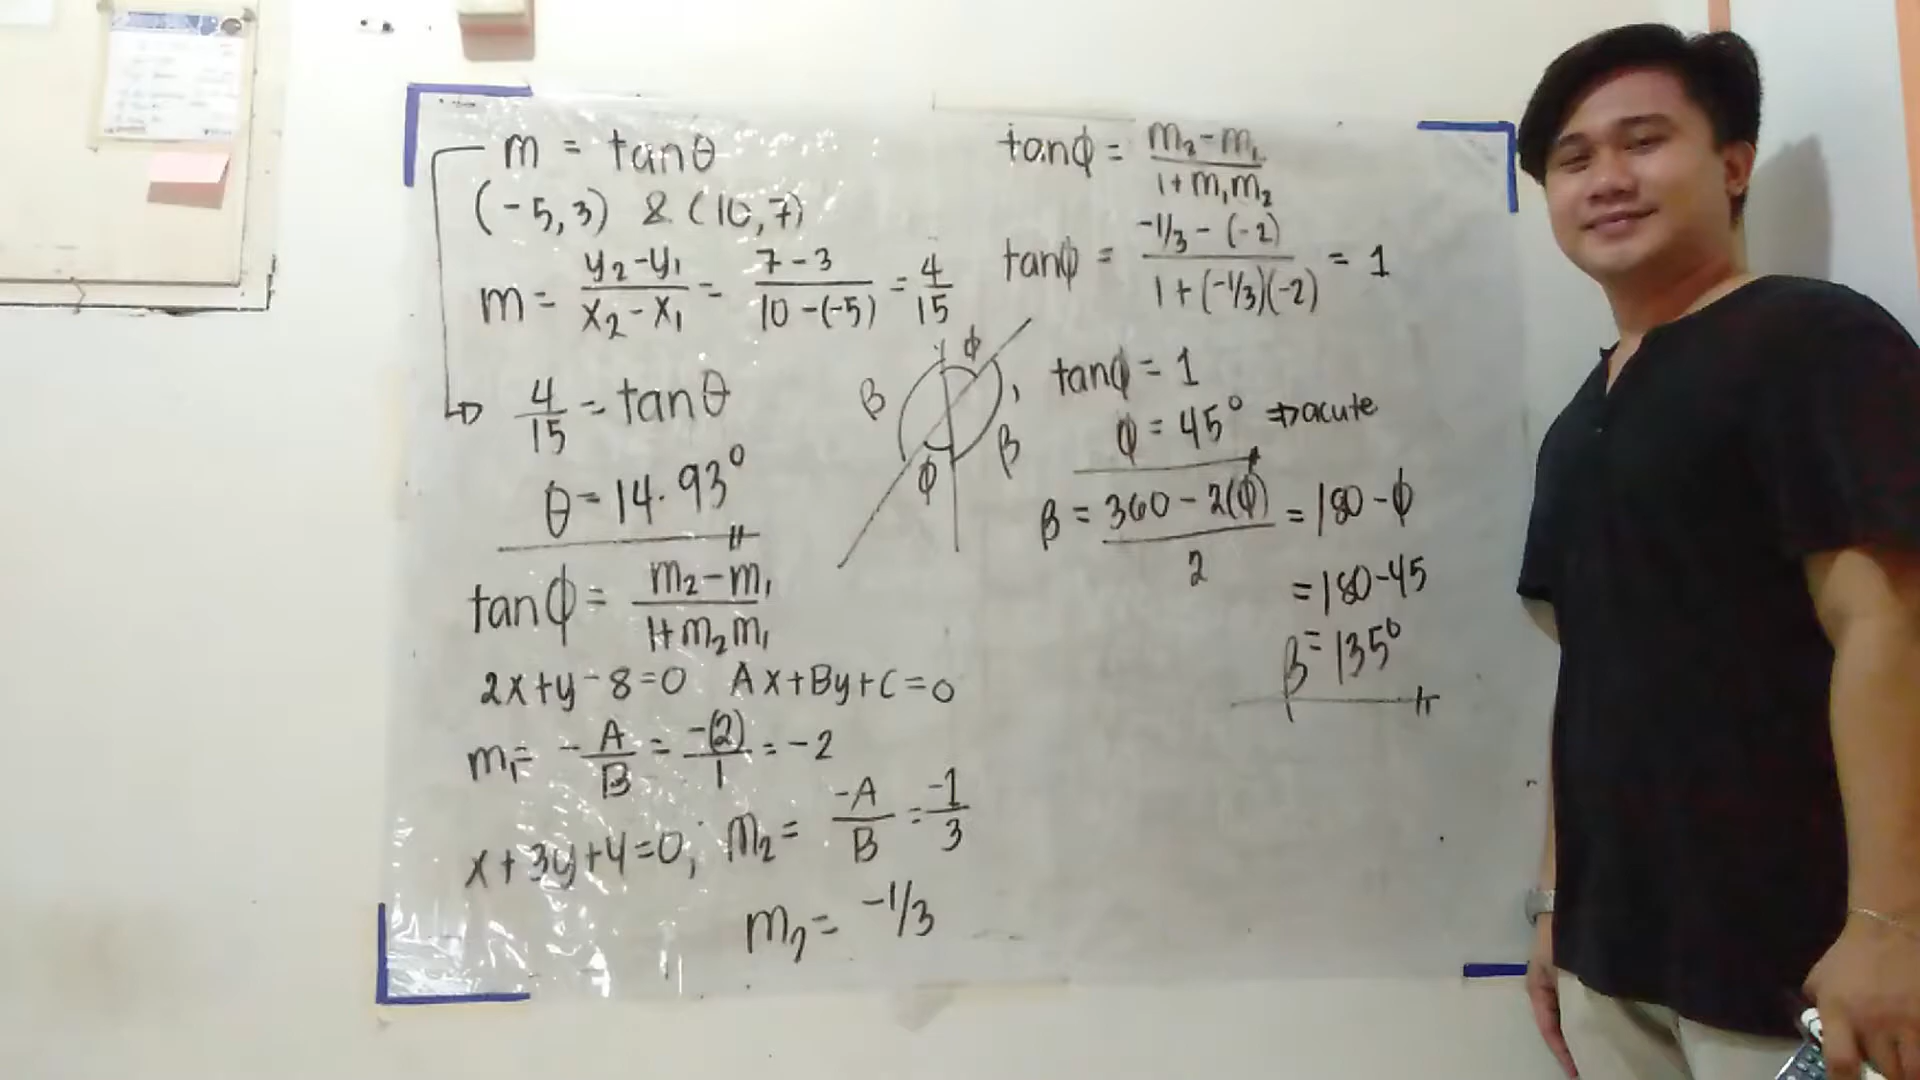 m = tanθ
(-5,3) & (10,7)
m = y₂-y₁/x₂-x₁ = 7-3/10-(-5) = 4/15
4/15 = tanθ
θ = 14.93°
tanϕ = m₂-m₁/1+m₂m₁
2x+y-8=0 Ax+By+C=0
m₁= -A/B = -(2)/1 = -2
x+3y+4=0; m₂= -A/B = -1/3
m₂= -1/3
ϕ
β
β
ϕ
tanϕ = m₂-m₁/1+m₁m₂
tanϕ = -1/3-(-2)/1+(-1/3)(-2) = 1
, tanϕ = 1
ϕ = 45° ⇒ acute
β = 360-2(ϕ)/2 = 180-ϕ
= 180-45
β = 135°